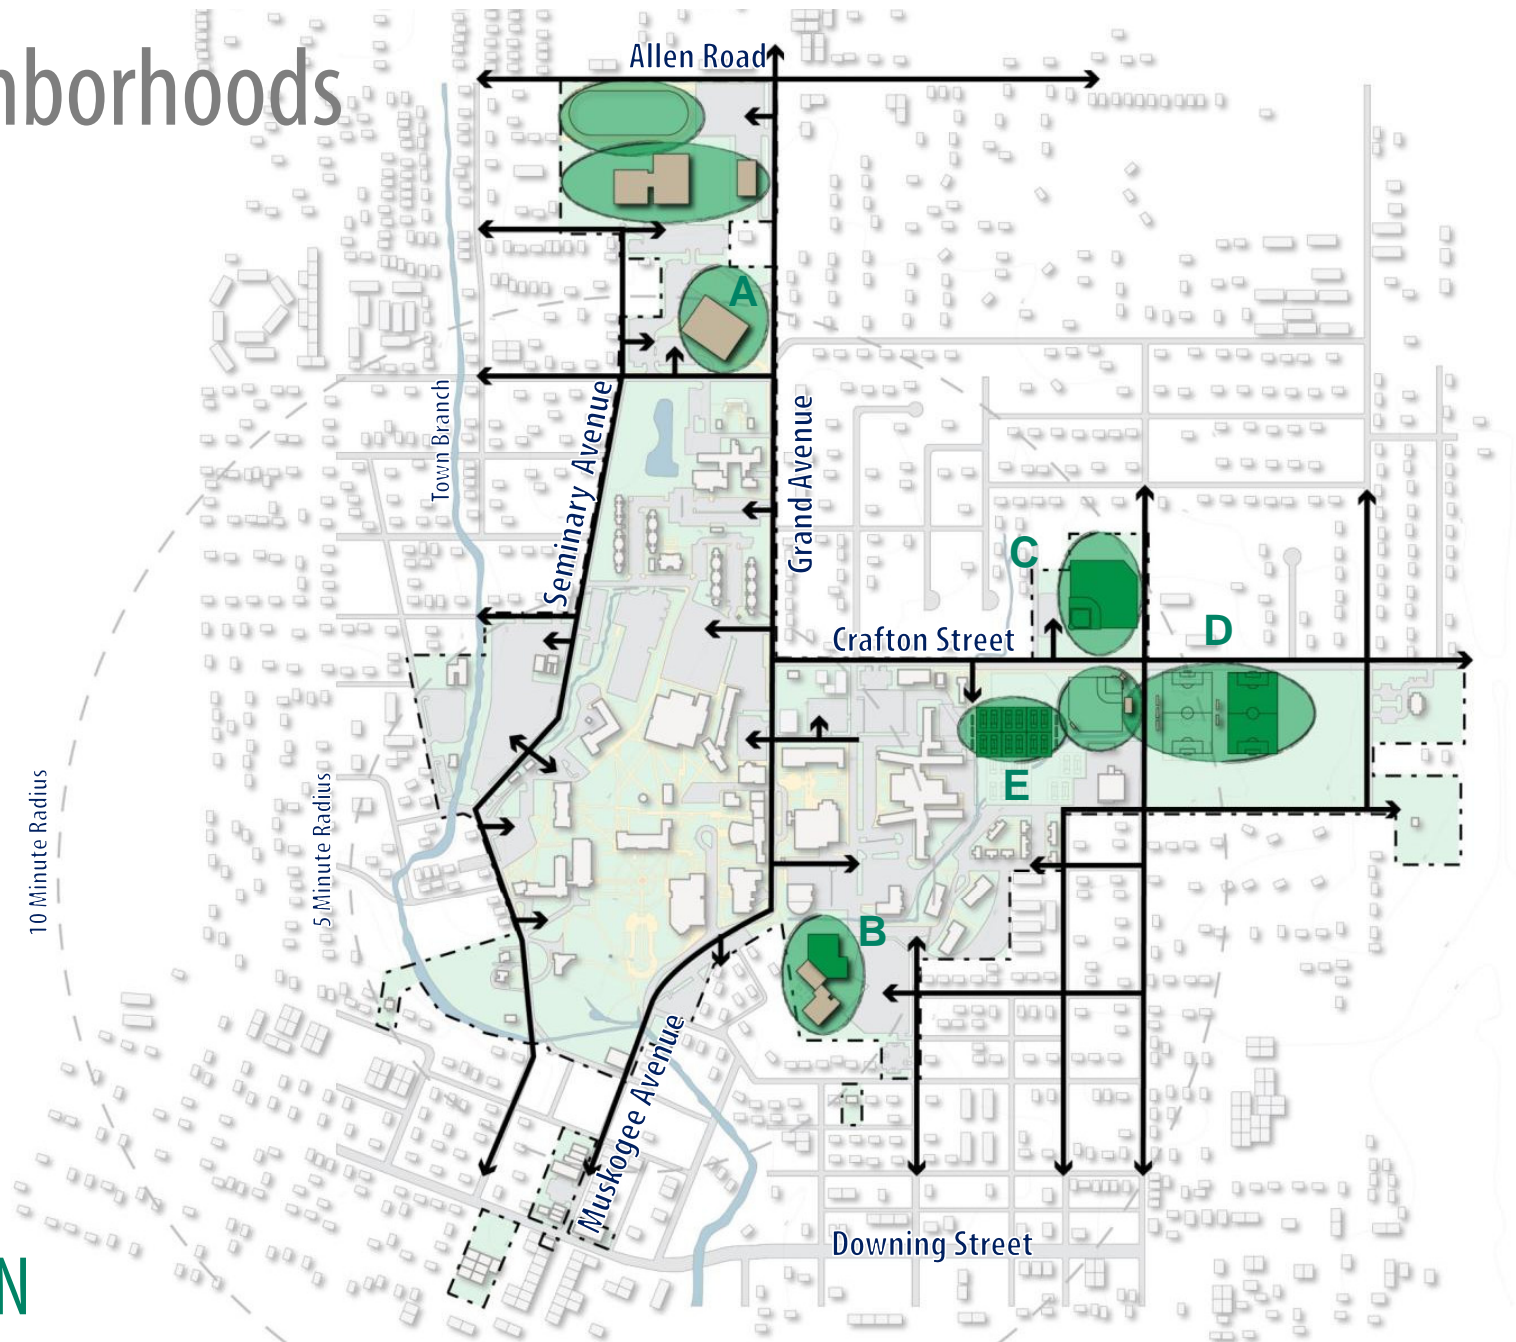 nborhoods
Allen Road
A
Town Branch
Seminary Avenue
Grand Avenue
C
D
Crafton Street
E
10 Minute Radius
5 Minute Radius
B
Muskogee Avenue
Downing Street
N